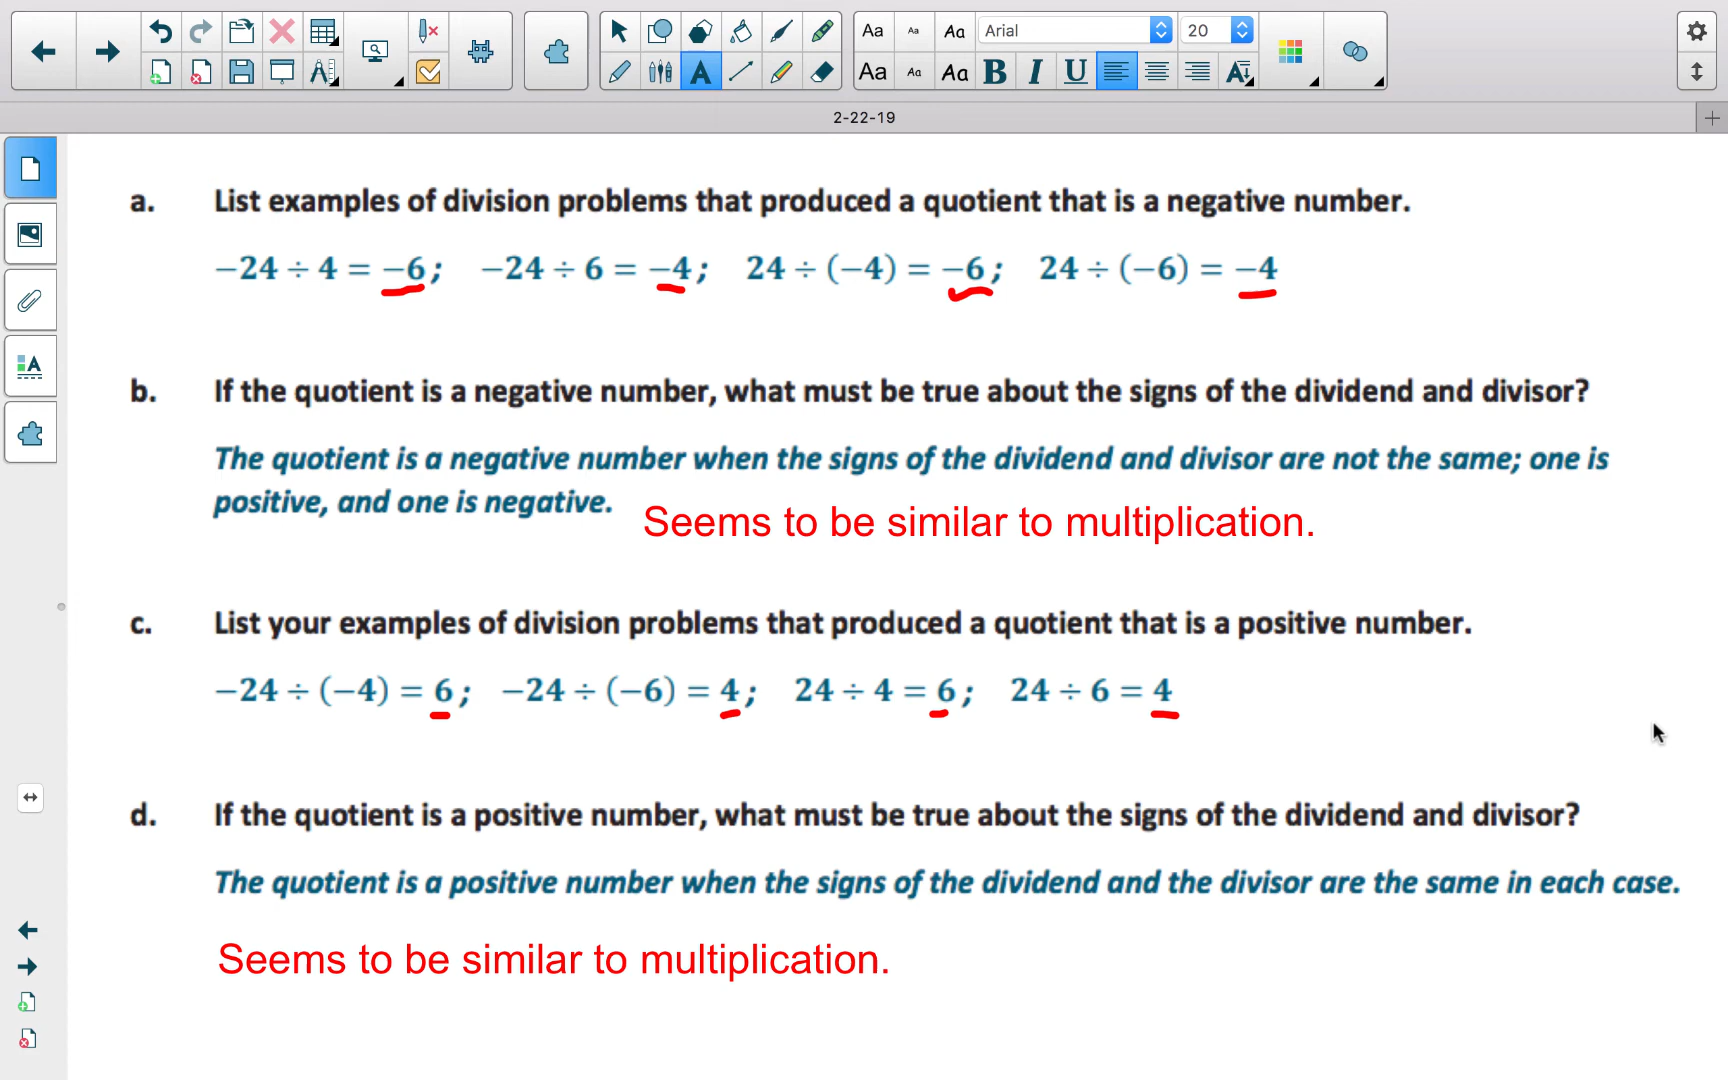 Aa Aa Aa Arial 20
A Aa Aa Aa B I U A
2-22-19
a. List examples of division problems that produced a quotient that is a negative number.
−24 ÷ 4 = −6; −24 ÷ 6 = −4; 24 ÷ (−4) = −6; 24 ÷ (−6) = −4
A
b. If the quotient is a negative number, what must be true about the signs of the dividend and divisor?
The quotient is a negative number when the signs of the dividend and divisor are not the same; one is
positive, and one is negative.
Seems to be similar to multiplication.
c. List your examples of division problems that produced a quotient that is a positive number.
−24 ÷ (−4) = 6; −24 ÷ (−6) = 4; 24 ÷ 4 = 6; 24 ÷ 6 = 4
d. If the quotient is a positive number, what must be true about the signs of the dividend and divisor?
The quotient is a positive number when the signs of the dividend and the divisor are the same in each case.
Seems to be similar to multiplication.